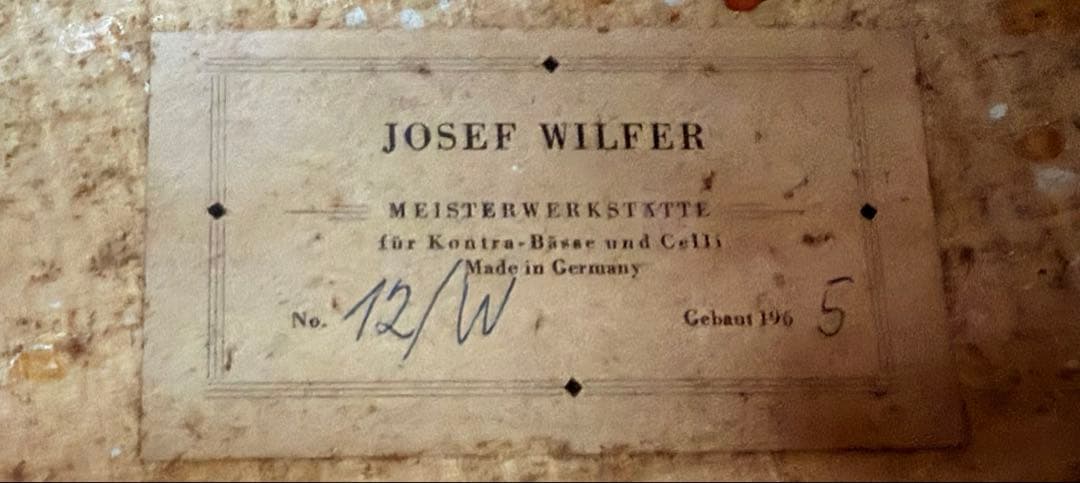 JOSEF WILFER
MEISTERWERKSTÄTTE
für Kontra-Bässe und Celli
Made in Germany
No. 12/W Gebaut 1965